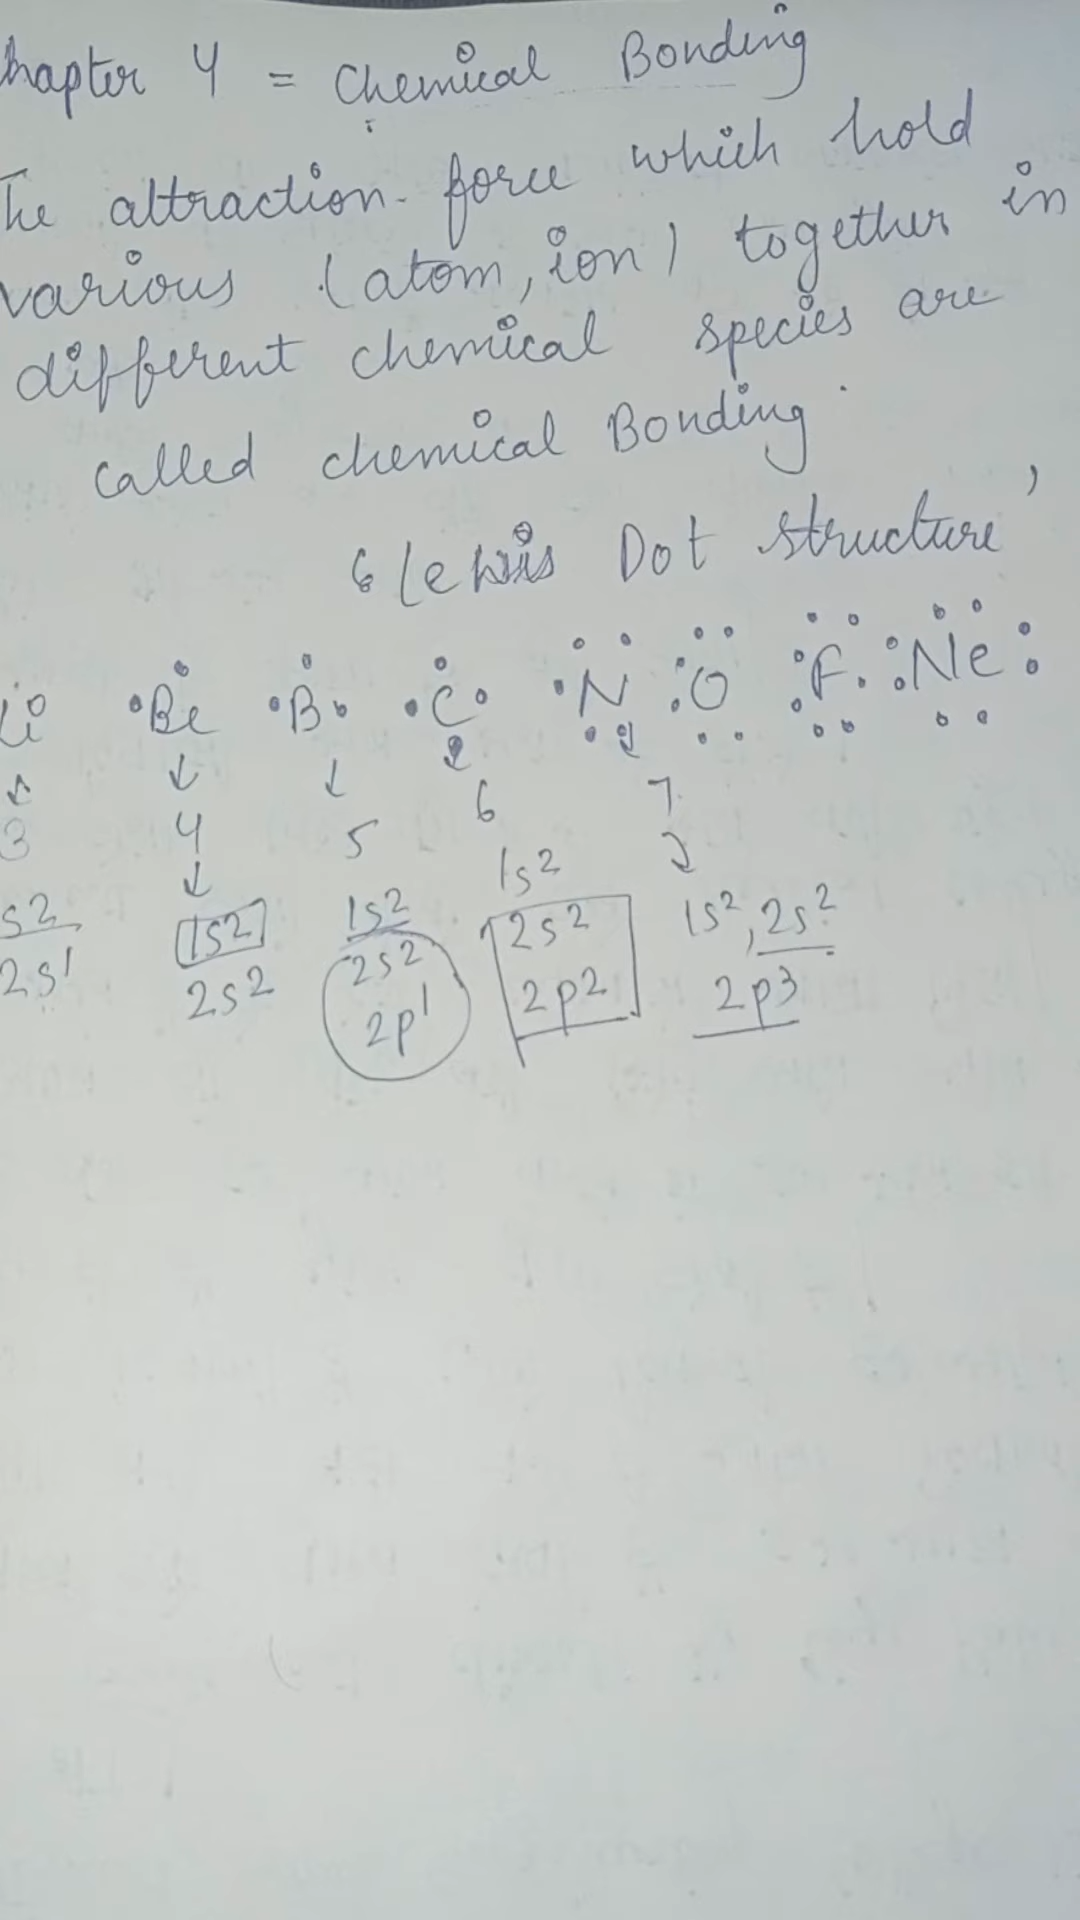 hapter 4 = Chemical Bonding
The attraction force which hold
various (atom, ion) together in
different chemical species are
called chemical Bonding
Lewis Dot structure
Li Be B C N O F Ne
3 4 5 6 7
s2 1s2 1s2 1s2 1s2, 2s2
2s1 2s2 2s2 2s2 2p3
2p1 2p2